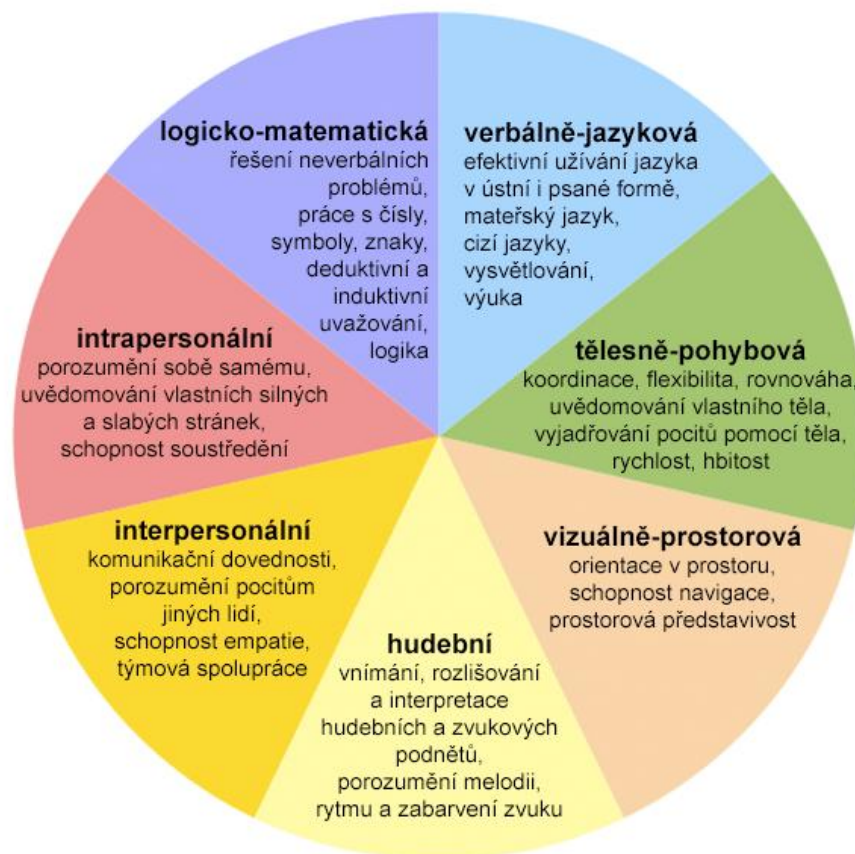 logicko-matematická
řešení neverbálních
problémů,
práce s čísly,
symboly, znaky,
deduktivní a
induktivní
uvažování,
logika
verbálně-jazyková
efektivní užívání jazyka
v ústní i psané formě,
mateřský jazyk,
cizí jazyky,
vysvětlování,
výuka
intrapersonální
porozumění sobě samému,
uvědomování vlastních silných
a slabých stránek,
schopnost soustředění
tělesně-pohybová
koordinace, flexibilita, rovnováha,
uvědomování vlastního těla,
vyjadřování pocitů pomocí těla,
rychlost, hbitost
interpersonální
komunikační dovednosti,
porozumění pocitům
jiných lidí,
schopnost empatie,
týmová spolupráce
vizuálně-prostorová
orientace v prostoru,
schopnost navigace,
prostorová představivost
hudební
vnímání, rozlišování
a interpretace
hudebních a zvukových
podnětů,
porozumění melodii,
rytmu a zabarvení zvuku